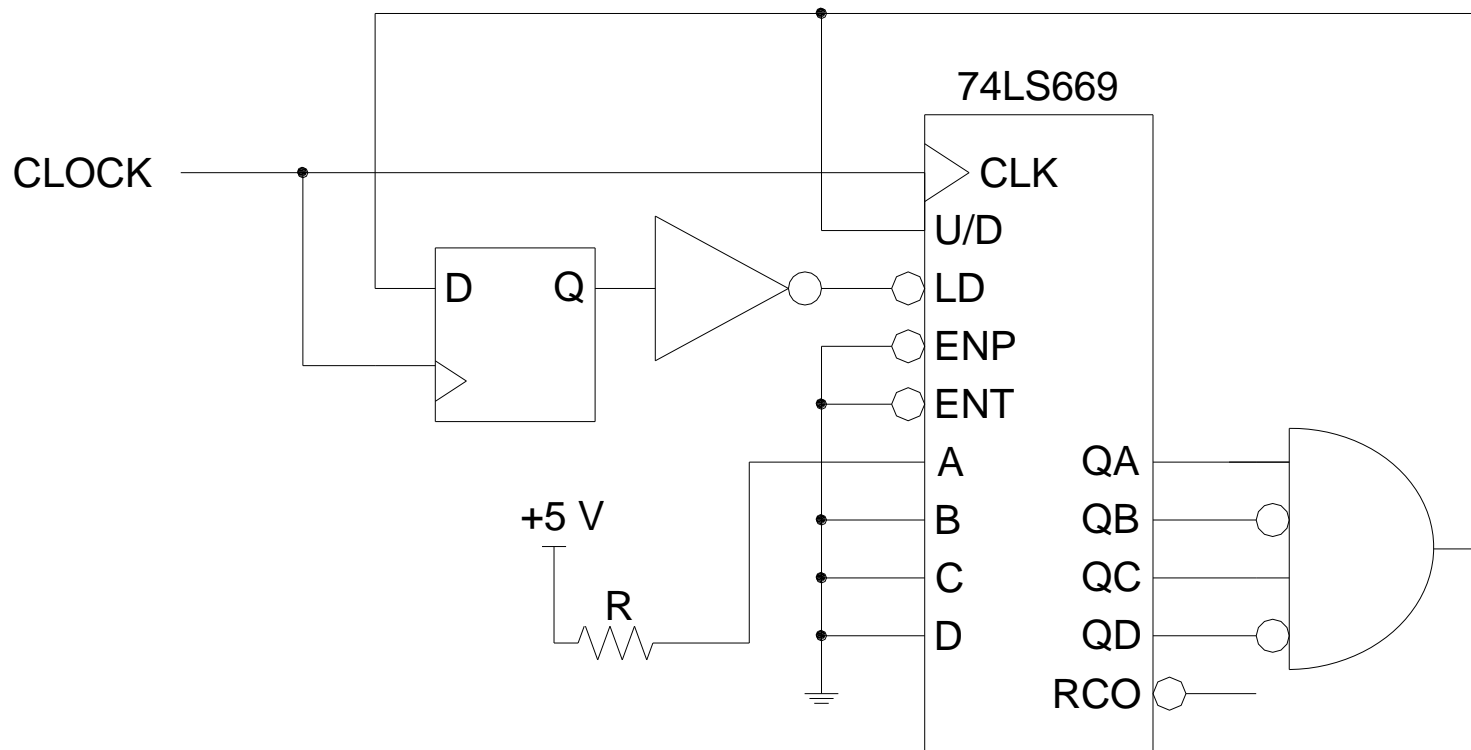 74LS669
CLOCK
CLK
U/D
D Q
LD
ENP
ENT
A QA
+5 V
B QB
R
C QC
D QD
RCO